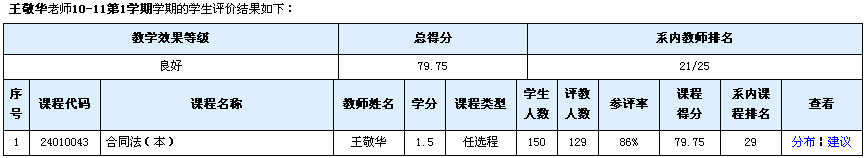 王敬华老师10-11第1学期学期的学生评价结果如下：
教学效果等级 总得分 系内教师排名
良好 79.75 21/25
序号 课程代码 课程名称 教师姓名 学分 课程类型 学生人数 评教人数 参评率 课程得分 系内课程排名 查看
1 24010043 合同法（本） 王敬华 1.5 任选程 150 129 86% 79.75 29 分布 ¦ 建议